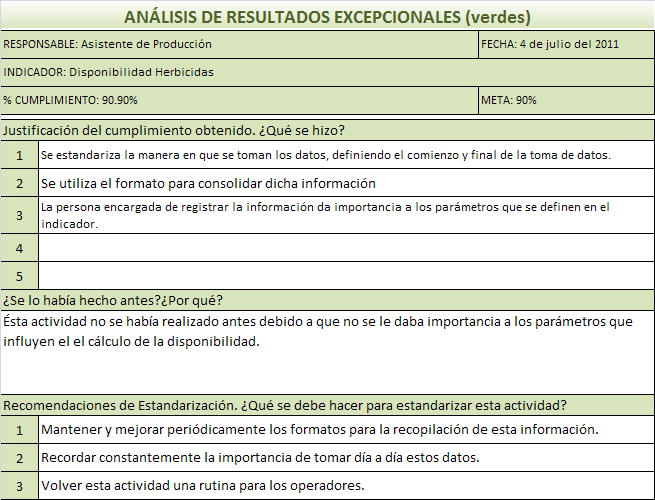 ANÁLISIS DE RESULTADOS EXCEPCIONALES (verdes)
RESPONSABLE: Asistente de Producción
FECHA: 4 de julio del 2011
INDICADOR: Disponibilidad Herbicidas
% CUMPLIMIENTO: 90.90%
META: 90%
Justificación del cumplimiento obtenido. ¿Qué se hizo?
1 Se estandariza la manera en que se toman los datos, definiendo el comienzo y final de la toma de datos.
2 Se utiliza el formato para consolidar dicha información
3 La persona encargada de registrar la información da importancia a los parámetros que se definen en el
indicador.
4
5
¿Se lo había hecho antes?¿Por qué?
Ésta actividad no se había realizado antes debido a que no se le daba importancia a los parámetros que
influyen el el cálculo de la disponibilidad.
Recomendaciones de Estandarización. ¿Qué se debe hacer para estandarizar esta actividad?
1 Mantener y mejorar periódicamente los formatos para la recopilación de esta información.
2 Recordar constantemente la importancia de tomar día a día estos datos.
3 Volver esta actividad una rutina para los operadores.